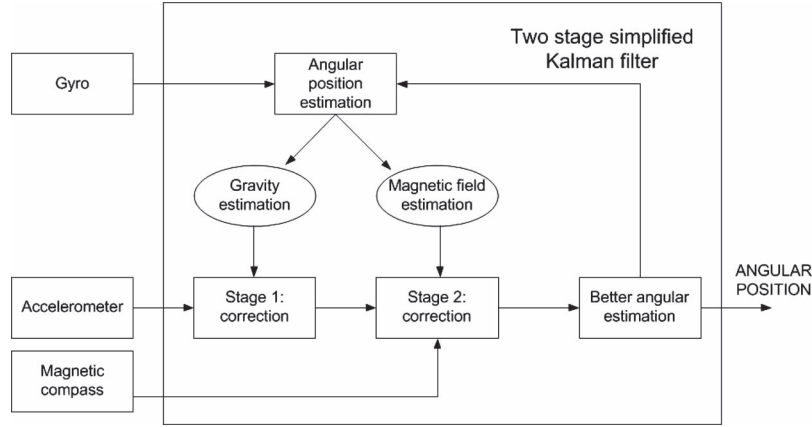 Two stage simplified
Kalman filter
Gyro
Angular
position
estimation
Gravity
estimation
Magnetic field
estimation
Accelerometer
Stage 1:
correction
Stage 2:
correction
Better angular
estimation
ANGULAR
POSITION
Magnetic
compass